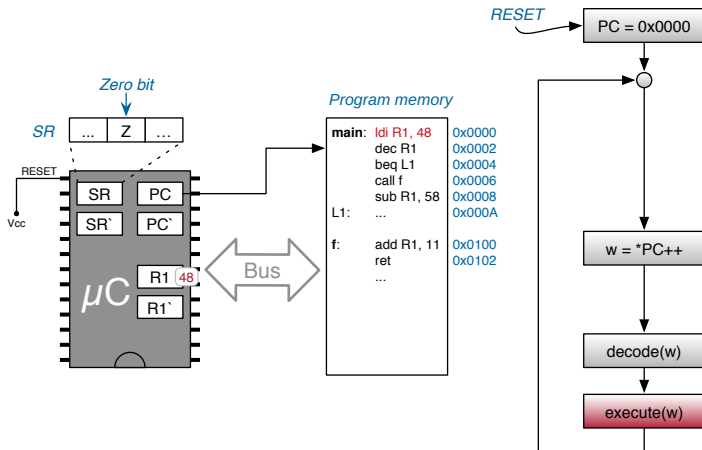 RESET
PC = 0x0000
Zero bit
Program memory
SR ... Z ...
RESET
Vcc
SR PC
SR` PC`
R1 48
µC
R1`
Bus
main: ldi R1, 48 0x0000
dec R1 0x0002
beq L1 0x0004
call f 0x0006
sub R1, 58 0x0008
L1: ... 0x000A
f: add R1, 11 0x0100
ret 0x0102
...
w = *PC++
decode(w)
execute(w)